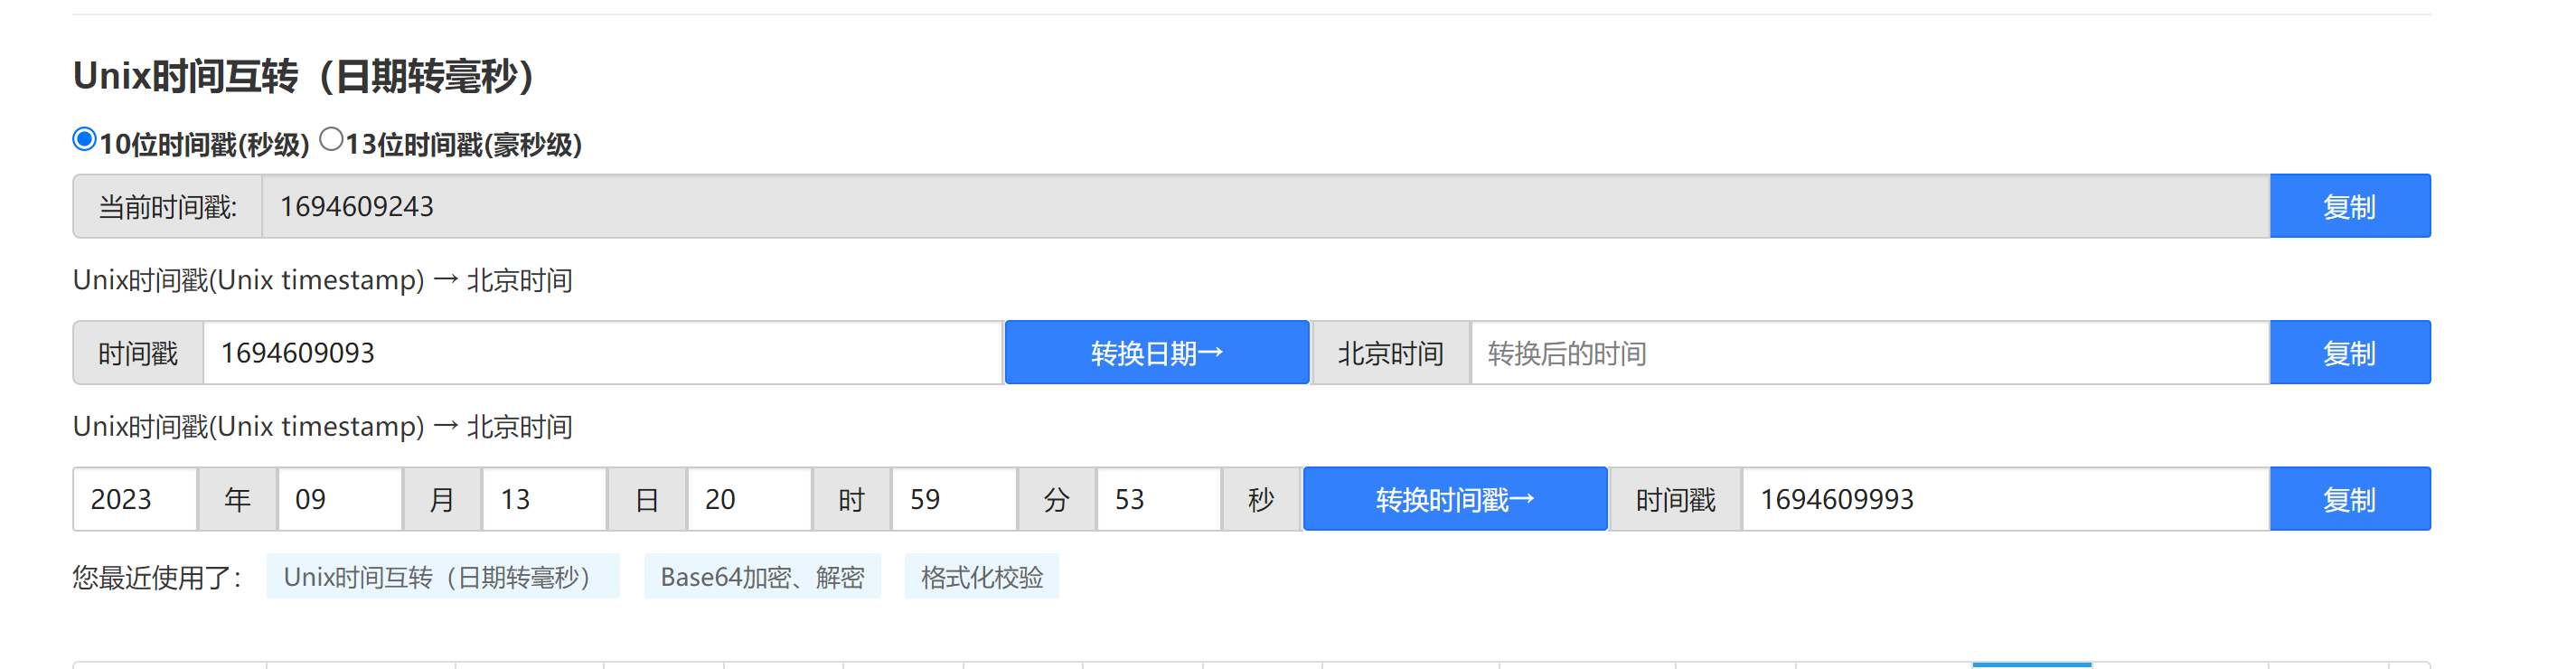 Unix时间互转（日期转毫秒）
10位时间戳(秒级) 13位时间戳(豪秒级)
当前时间戳: 1694609243 复制
Unix时间戳(Unix timestamp) → 北京时间
时间戳 1694609093 转换日期→ 北京时间 转换后的时间 复制
Unix时间戳(Unix timestamp) → 北京时间
2023 年 09 月 13 日 20 时 59 分 53 秒 转换时间戳→ 时间戳 1694609993 复制
您最近使用了： Unix时间互转（日期转毫秒） Base64加密、解密 格式化校验